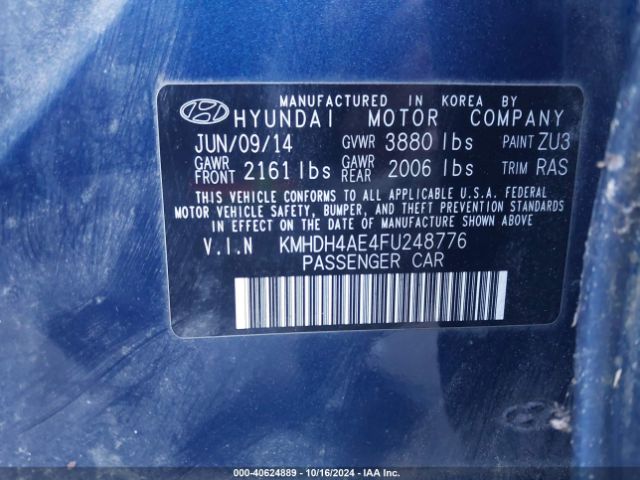 MANUFACTURED IN KOREA BY
HYUNDAI MOTOR COMPANY
JUN/09/14 GVWR 3880 lbs PAINT ZU3
GAWR FRONT 2161 lbs GAWR REAR 2006 lbs TRIM RAS
THIS VEHICLE CONFORMS TO ALL APPLICABLE U.S.A. FEDERAL
MOTOR VEHICLE SAFETY, BUMPER, AND THEFT PREVENTION STANDARDS
IN EFFECT ON THE DATE OF MANUFACTURE SHOWN ABOVE.
V.I.N KMHDH4AE4FU248776
PASSENGER CAR
000-40624889 - 10/16/2024 - IAA Inc.